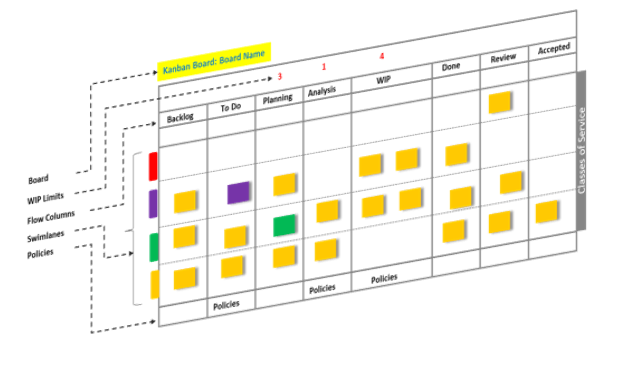 Kanban Board: Board Name
3 1 4
Backlog To Do Planning Analysis WIP Done Review Accepted
Classes of Service
Board
WIP Limits
Flow Columns
Swimlanes
Policies
Policies Policies Policies